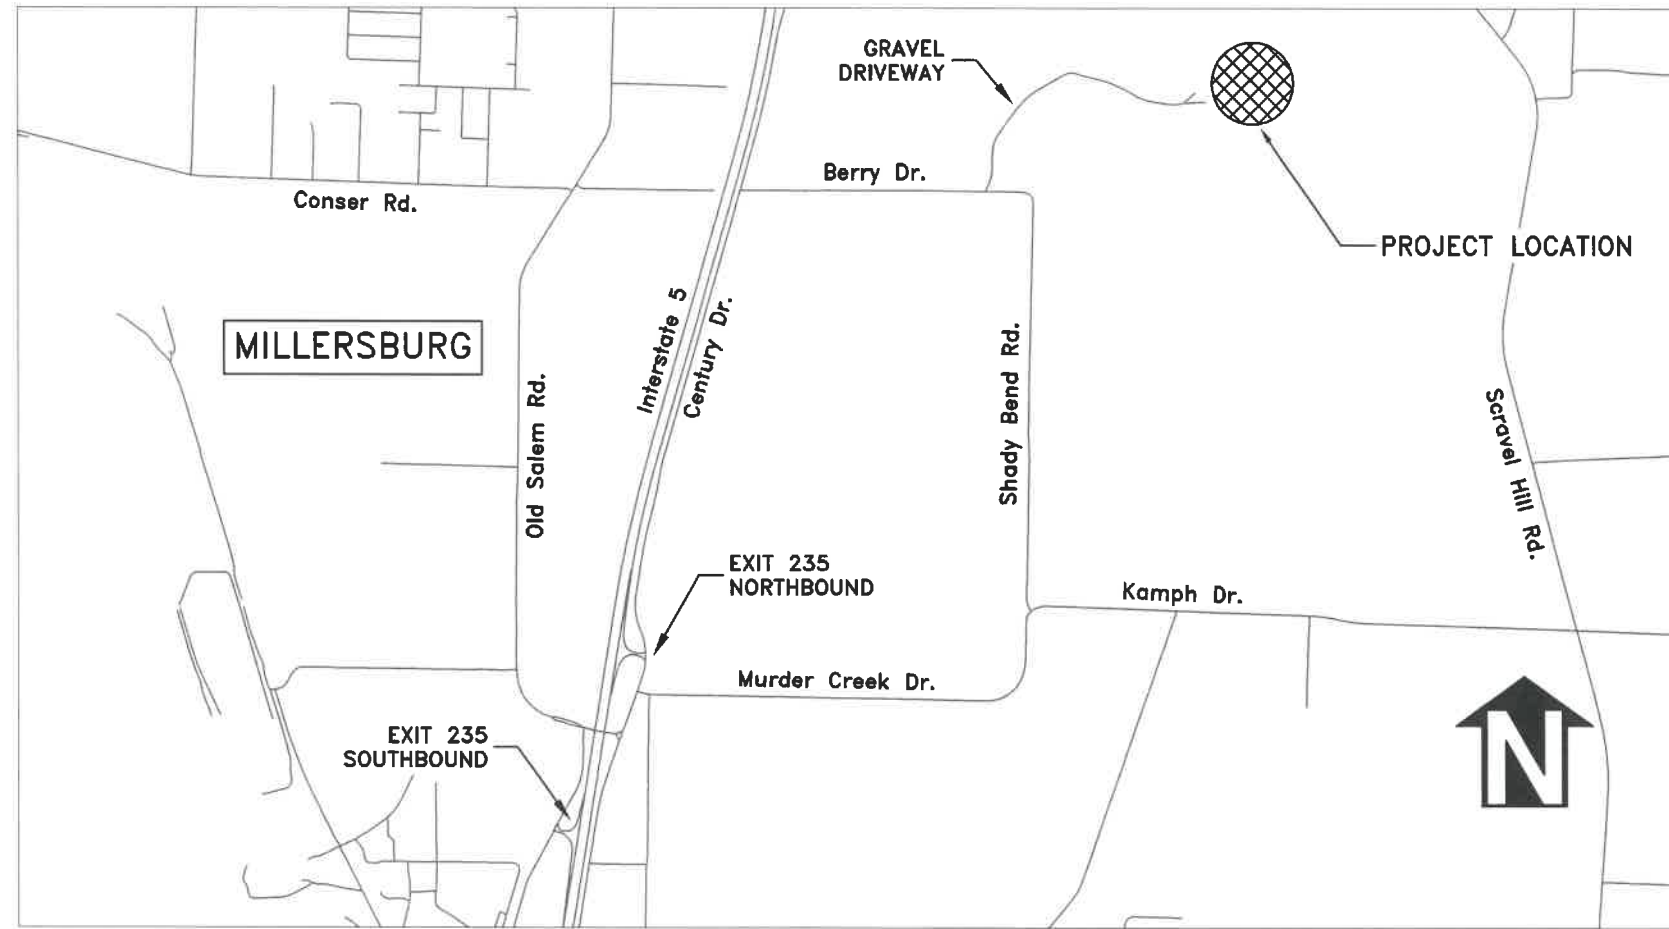 GRAVEL
DRIVEWAY
Berry Dr.
Conser Rd.
PROJECT LOCATION
Interstate 5
Century Dr.
MILLERSBURG
Old Salem Rd.
Shady Bend Rd.
Scravel Hill Rd.
EXIT 235
NORTHBOUND
Kamph Dr.
Murder Creek Dr.
EXIT 235
SOUTHBOUND
N